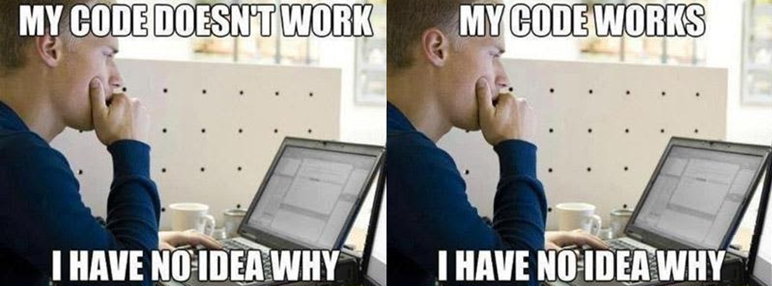 MY CODE DOESN'T WORK
I HAVE NO IDEA WHY
MY CODE WORKS
I HAVE NO IDEA WHY